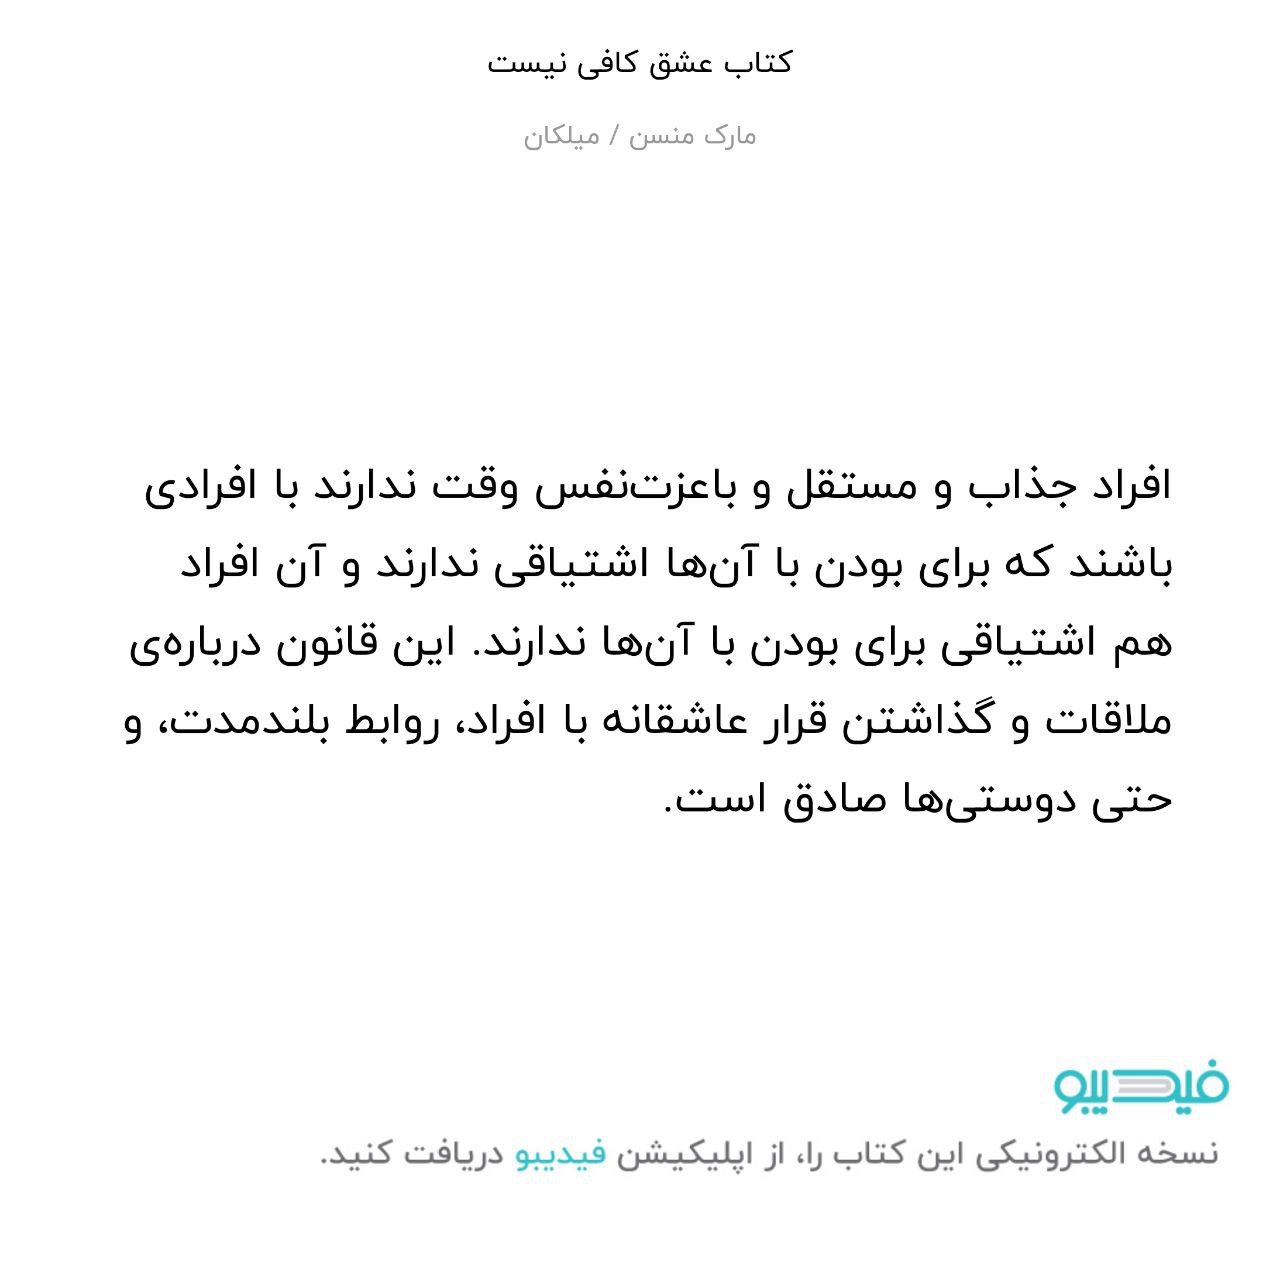 کتاب عشق کافی نیست
مارک منسن / میلکان
افراد جذاب و مستقل و باعزت‌نفس وقت ندارند با افرادی
باشند که برای بودن با آن‌ها اشتیاقی ندارند و آن افراد
هم اشتیاقی برای بودن با آن‌ها ندارند. این قانون درباره‌ی
ملاقات و گذاشتن قرار عاشقانه با افراد، روابط بلندمدت، و
حتی دوستی‌ها صادق است.
فیدیبو
نسخه الکترونیکی این کتاب را، از اپلیکیشن فیدیبو دریافت کنید.